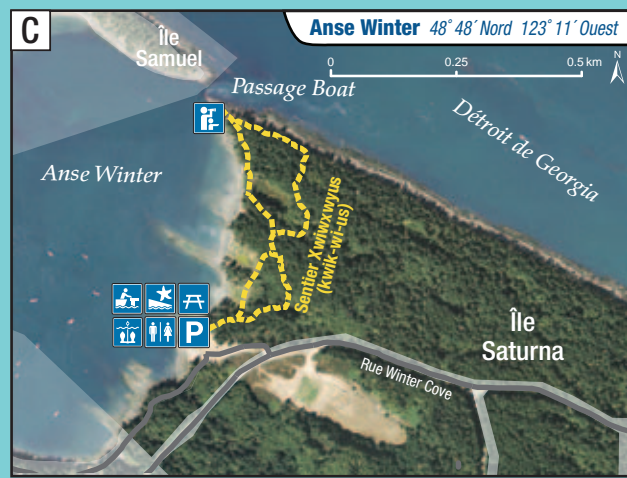 C
Anse Winter 48° 48´ Nord 123° 11´ Ouest
Île
Samuel
0 0.25 0.5 km
N
Passage Boat
Détroit de Georgia
Anse Winter
Sentier Xwiwxwyus
(kwik-wi-us)
P
Île
Saturna
Rue Winter Cove